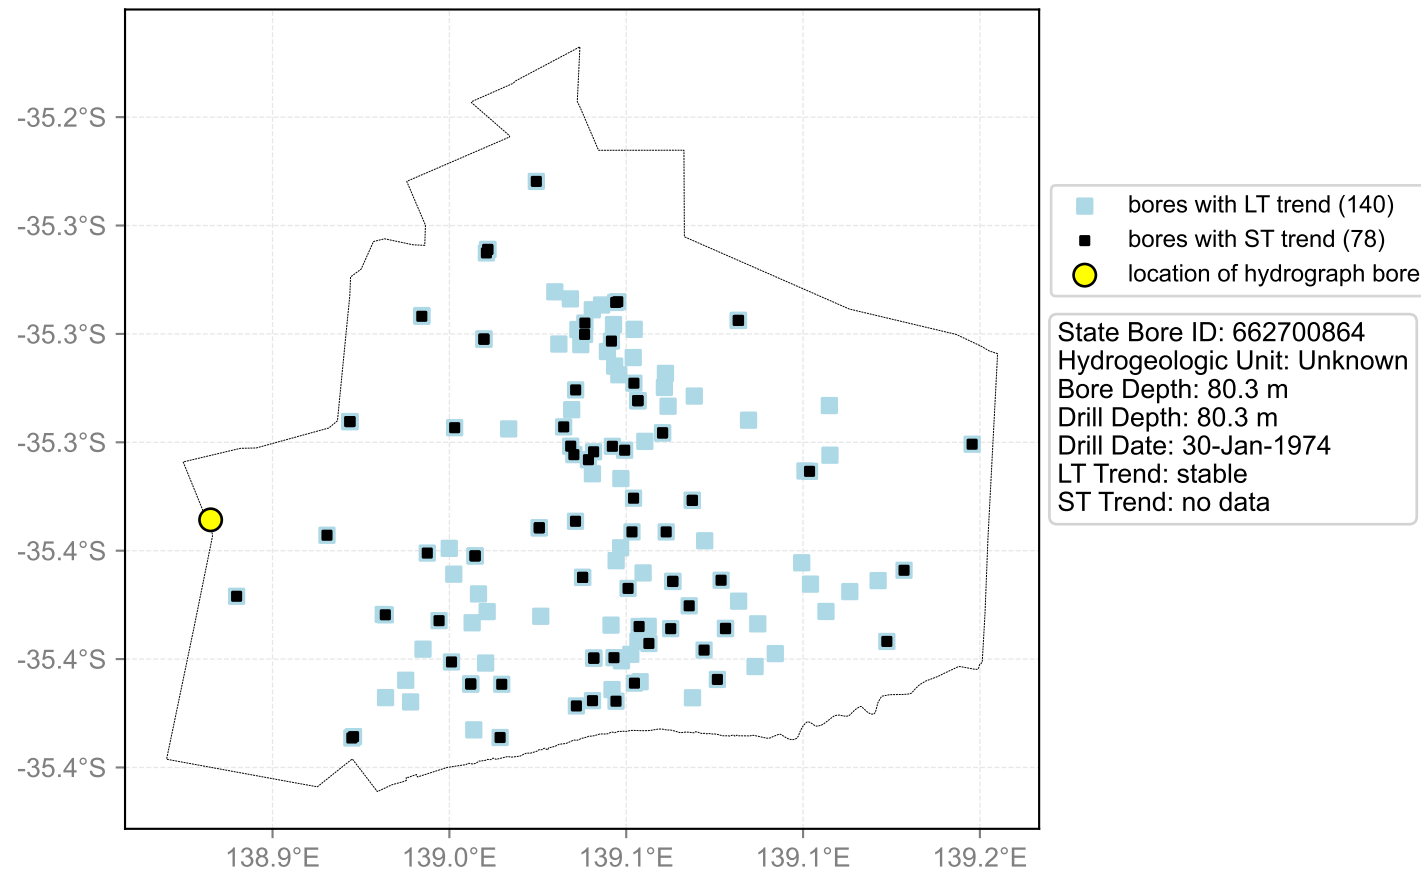 -35.2°S
-35.3°S
-35.3°S
-35.3°S
-35.4°S
-35.4°S
-35.4°S
138.9°E
139.0°E
139.1°E
139.1°E
139.2°E
bores with LT trend (140)
bores with ST trend (78)
location of hydrograph bore
State Bore ID: 662700864
Hydrogeologic Unit: Unknown
Bore Depth: 80.3 m
Drill Depth: 80.3 m
Drill Date: 30-Jan-1974
LT Trend: stable
ST Trend: no data